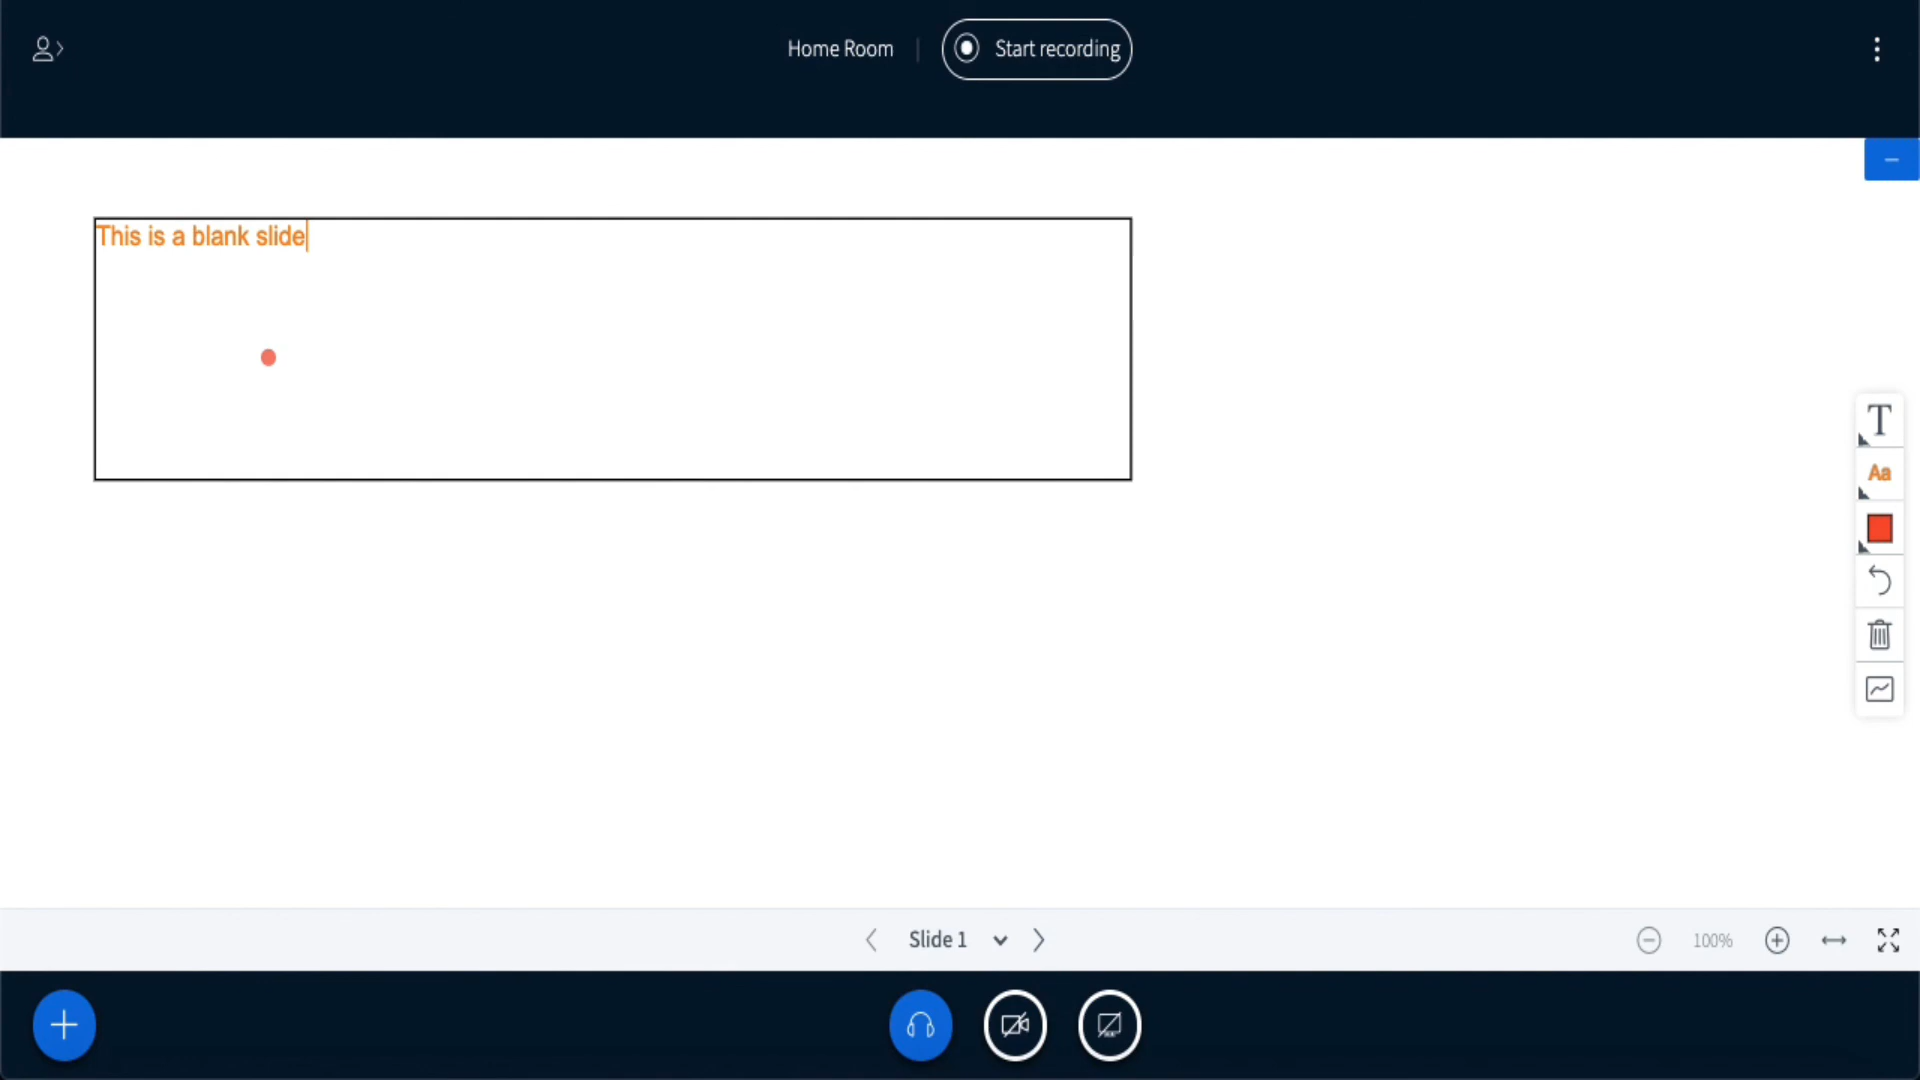 Home Room
Start recording
This is a blank slide
T
Aa
Slide 1
100%